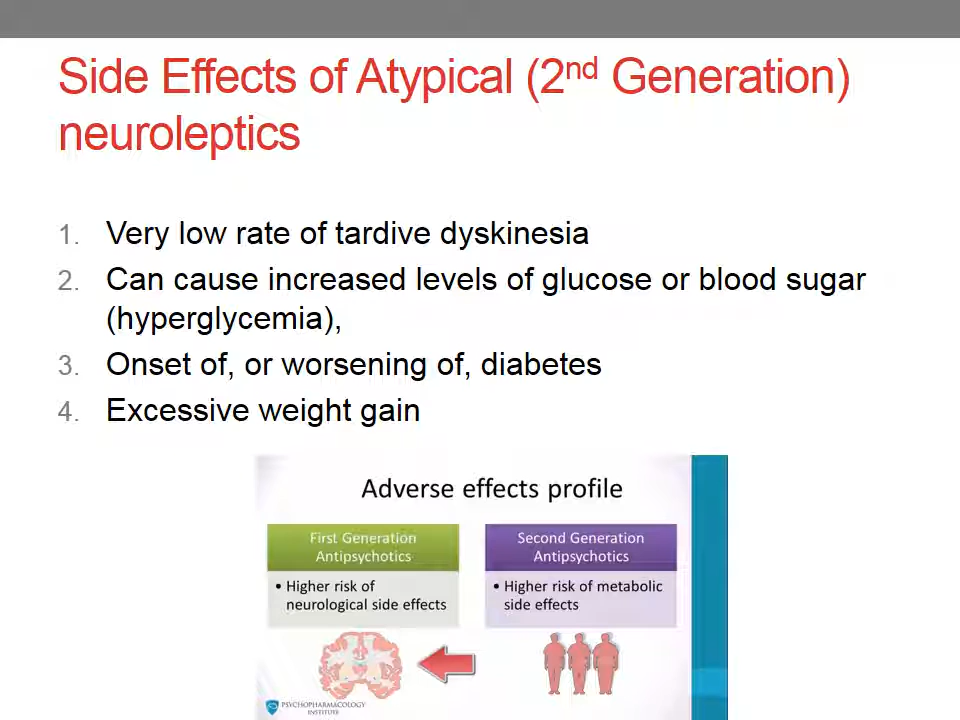 Side Effects of Atypical (2nd Generation)
neuroleptics
1. Very low rate of tardive dyskinesia
2. Can cause increased levels of glucose or blood sugar
(hyperglycemia),
3. Onset of, or worsening of, diabetes
4. Excessive weight gain
Adverse effects profile
First Generation
Antipsychotics
• Higher risk of
neurological side effects
Second Generation
Antipsychotics
• Higher risk of metabolic
side effects
PSYCHOPHARMACOLOGY
INSTITUTE